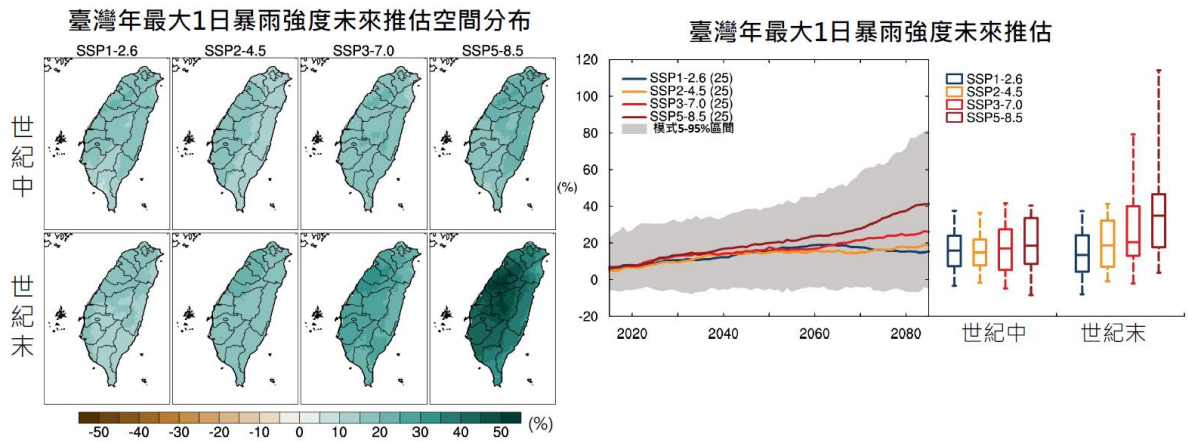 臺灣年最大1日暴雨強度未來推估空間分布
SSP1-2.6 SSP2-4.5 SSP3-7.0 SSP5-8.5
世紀中
世紀末
-50 -40 -30 -20 -10 0 10 20 30 40 50 (%)
臺灣年最大1日暴雨強度未來推估
120
100
80
60
40
20
0
-20
(%)
SSP1-2.6 (25)
SSP2-4.5 (25)
SSP3-7.0 (25)
SSP5-8.5 (25)
模式5-95%區間
2020 2040 2060 2080
SSP1-2.6
SSP2-4.5
SSP3-7.0
SSP5-8.5
世紀中 世紀末